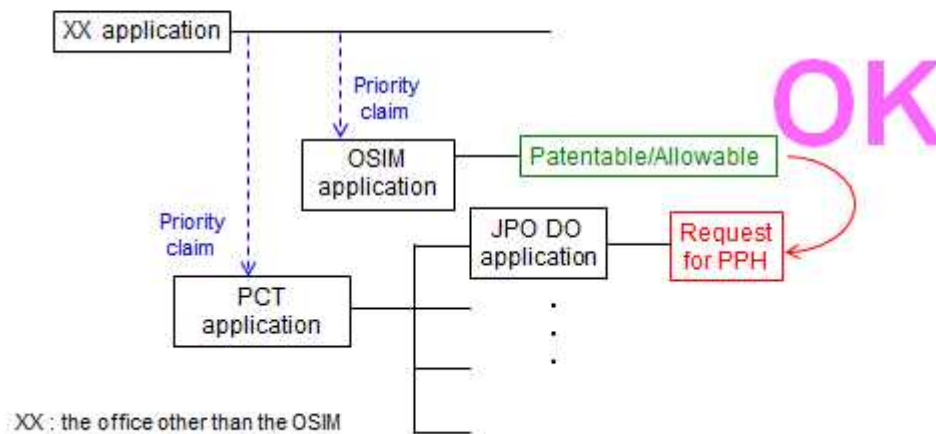 XX application
OK
Priority
claim
OSIM
application
Patentable/Allowable
Priority
claim
JPO DO
application
Request
for PPH
PCT
application
XX : the office other than the OSIM